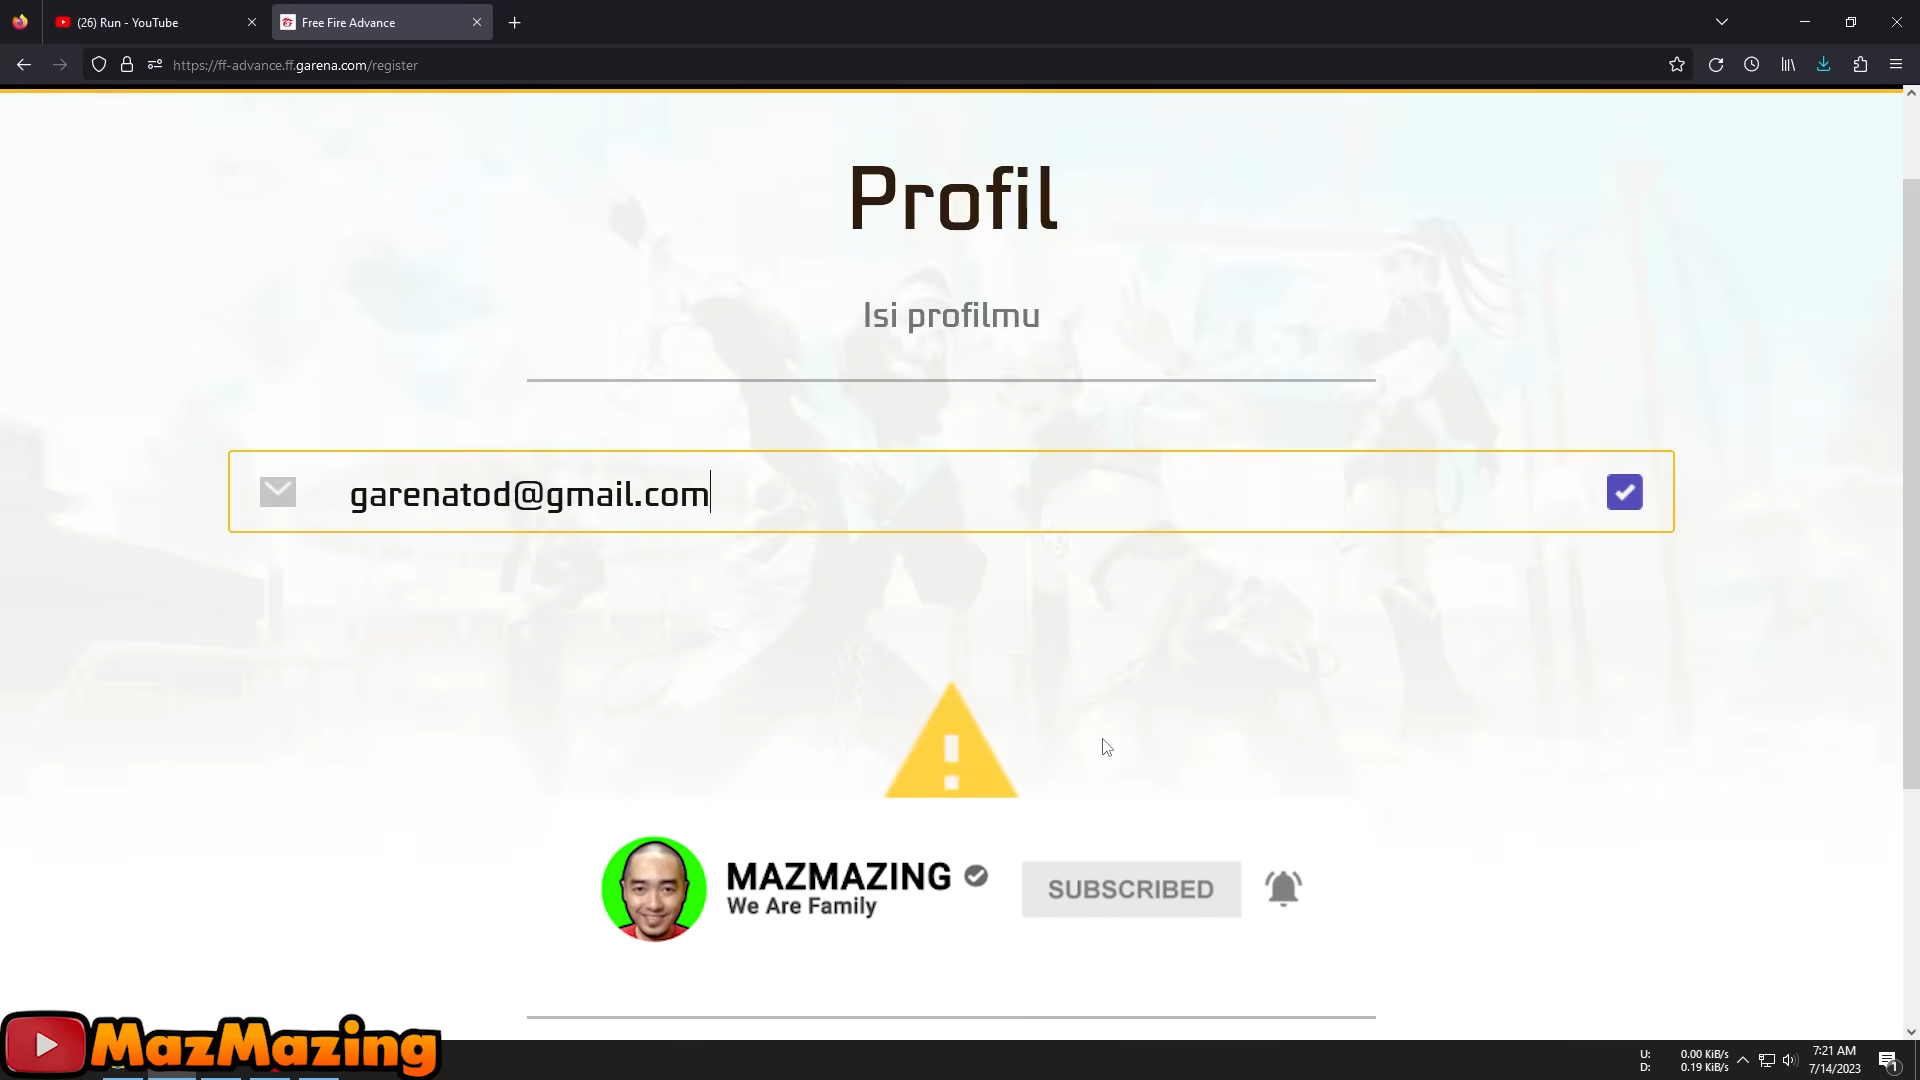 (26) Run - YouTube
Free Fire Advance
https://ff-advance.ff.garena.com/register
Profil
Isi profilmu
garenatod@gmail.com
MAZMAZING
We Are Family
SUBSCRIBED
MazMazing
U: 0.00 KiB/s
D: 0.19 KiB/s
7:21 AM
7/14/2023
1